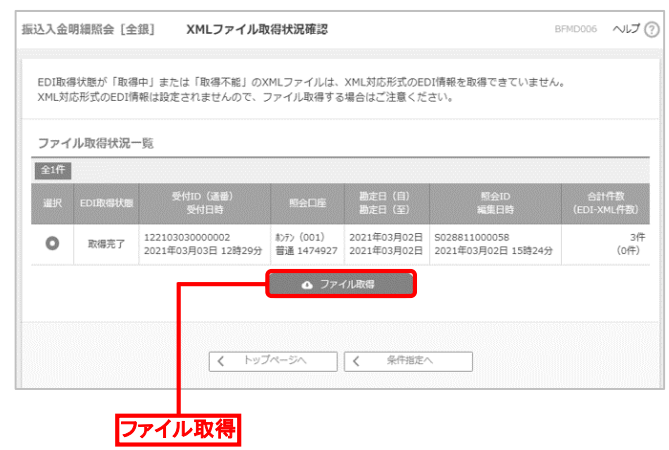 振込入金明細照会［全銀］ XMLファイル取得状況確認 BFMD006 ヘルプ ?
EDI取得状態が「取得中」または「取得不能」のXMLファイルは、XML対応形式のEDI情報を取得できていません。
XML対応形式のEDI情報は設定されませんので、ファイル取得する場合はご注意ください。
ファイル取得状況一覧
全1件
選択 EDI取得状態 受付ID（通番） 照会口座 勘定日（自） 照会ID 合計件数
受付日時 勘定日（至） 編集日時 (EDI-XML件数)
取得完了 122103030000002 ﾎﾝﾃﾝ（001） 2021年03月02日 S028811000058 3件
2021年03月03日 12時29分 普通 1474927 2021年03月02日 2021年03月02日 15時24分 (0件)
ファイル取得
トップページへ 条件指定へ
ファイル取得